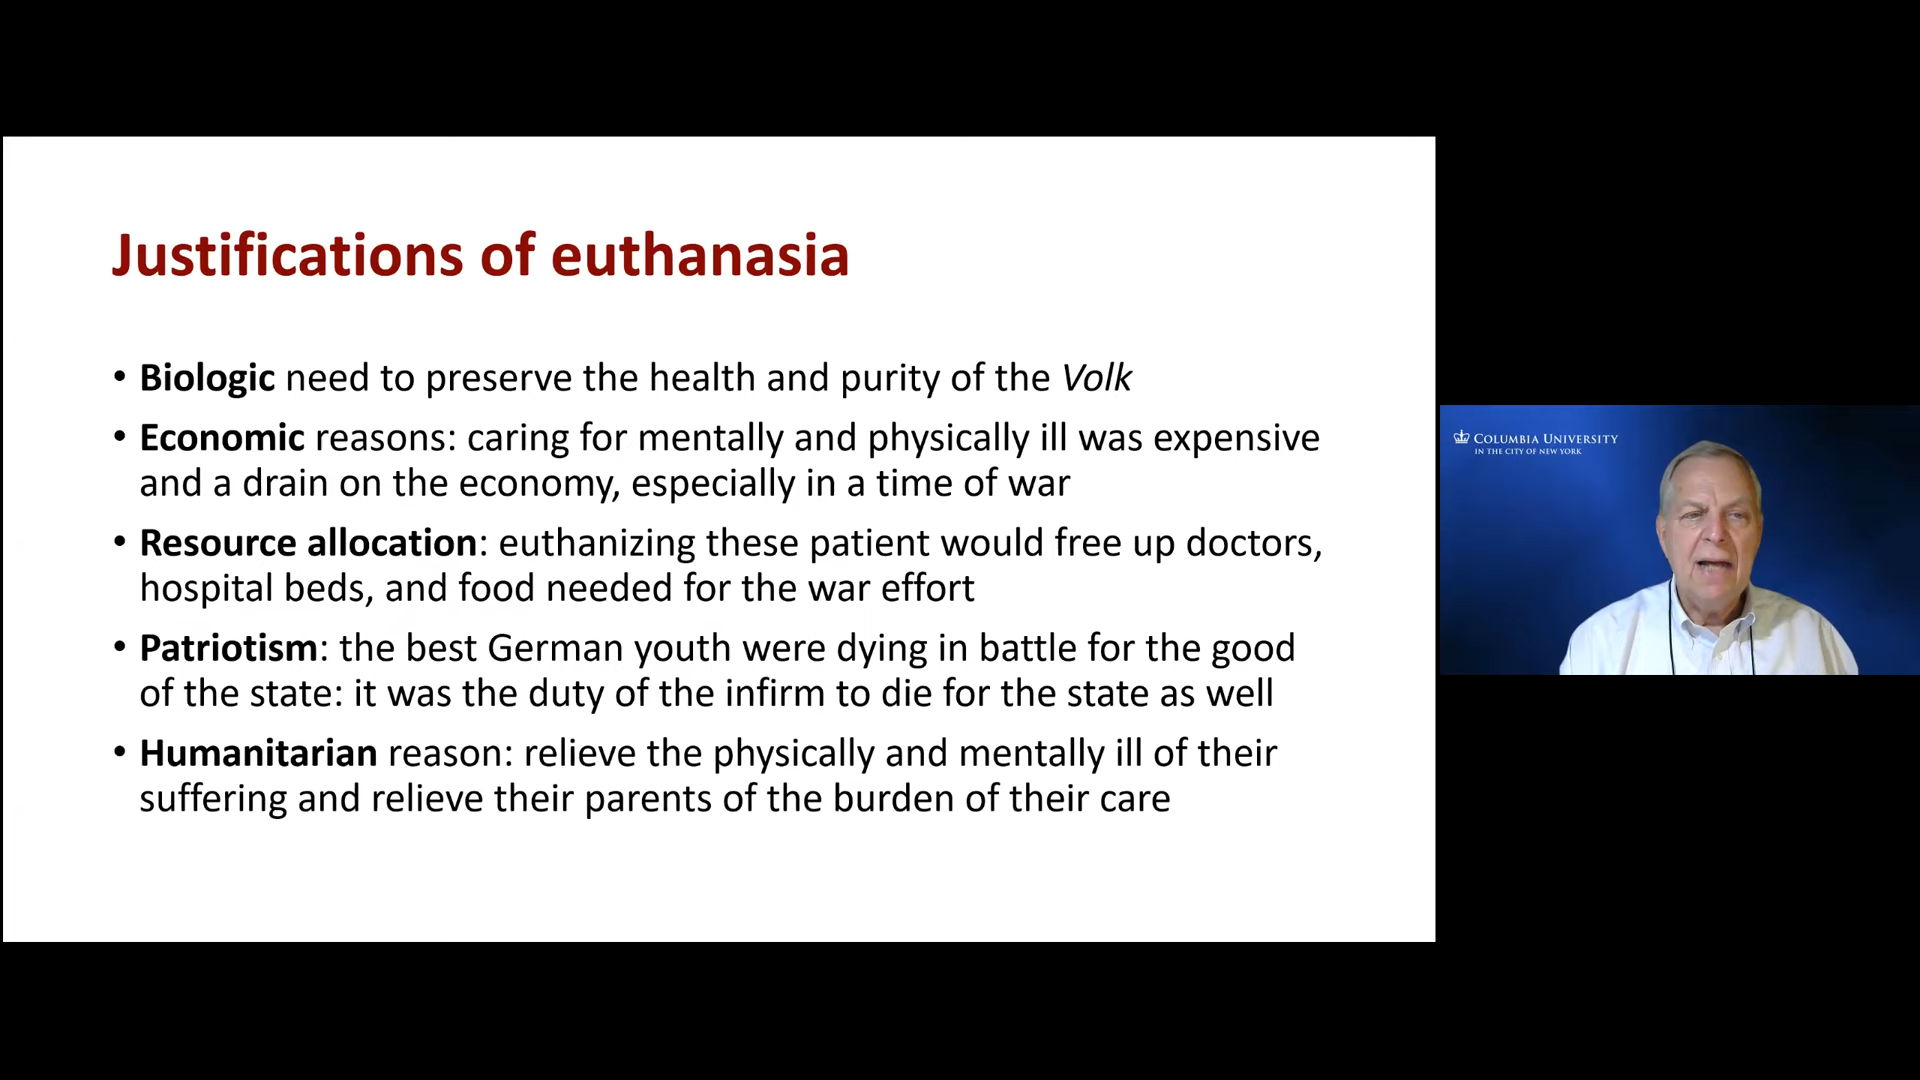 Justifications of euthanasia
• Biologic need to preserve the health and purity of the Volk
• Economic reasons: caring for mentally and physically ill was expensive
and a drain on the economy, especially in a time of war
• Resource allocation: euthanizing these patient would free up doctors,
hospital beds, and food needed for the war effort
• Patriotism: the best German youth were dying in battle for the good
of the state: it was the duty of the infirm to die for the state as well
• Humanitarian reason: relieve the physically and mentally ill of their
suffering and relieve their parents of the burden of their care
COLUMBIA UNIVERSITY
IN THE CITY OF NEW YORK